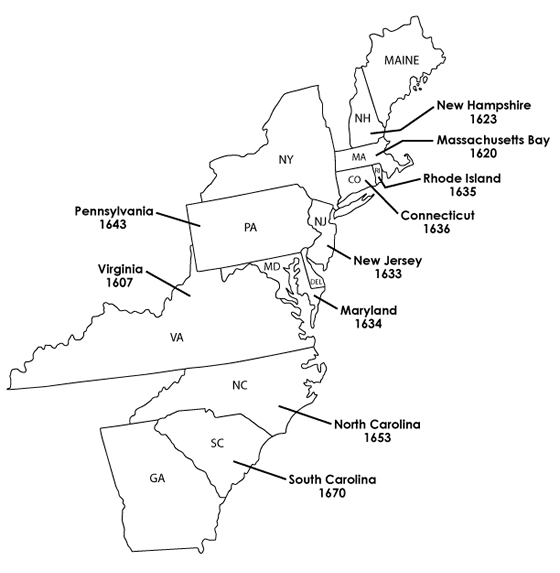 MAINE
NH
New Hampshire
1623
Massachusetts Bay
1620
MA
NY
CO
RI
Rhode Island
1635
Connecticut
1636
Pennsylvania
1643
PA
NJ
New Jersey
1633
Virginia
1607
MD
DEL
Maryland
1634
VA
NC
North Carolina
1653
SC
South Carolina
1670
GA